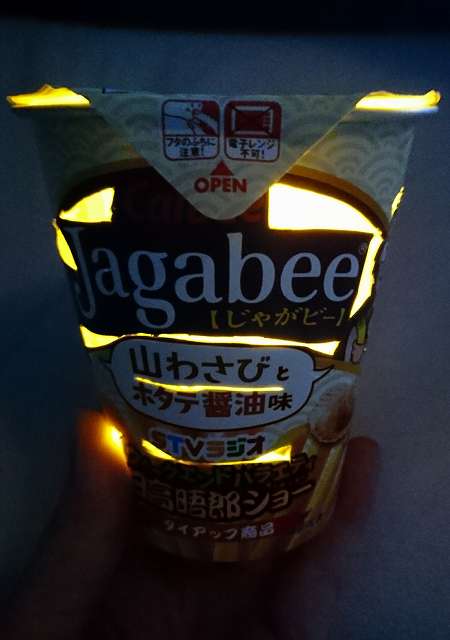 フタのふちに
注意!
電子レンジ
不可!
OPEN
Calbee
Jagabee
【じゃがビー】
山わさびと
ホタテ醤油味
STVラジオ
ウィークエンドバラエティ
日高晤郎ショー
タイアップ商品